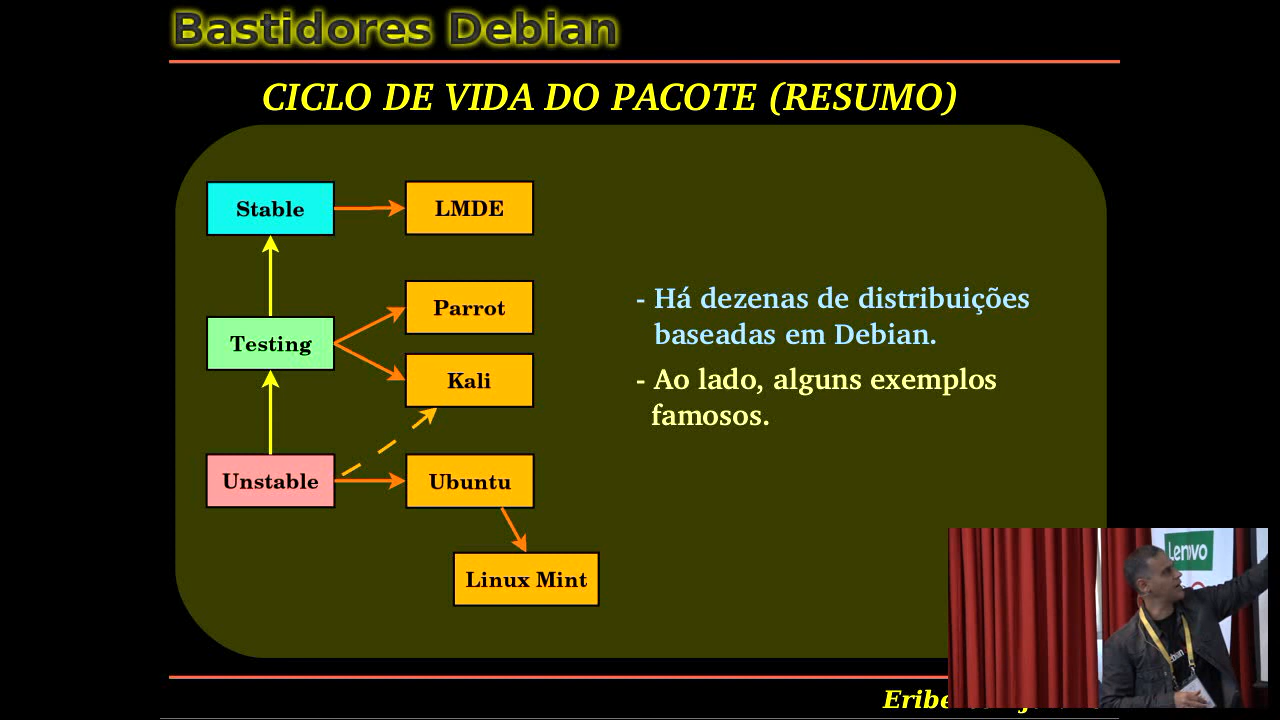 Bastidores Debian
CICLO DE VIDA DO PACOTE (RESUMO)
Stable
LMDE
Parrot
Testing
Kali
Unstable
Ubuntu
Linux Mint
- Há dezenas de distribuições
baseadas em Debian.
- Ao lado, alguns exemplos
famosos.
Lenovo